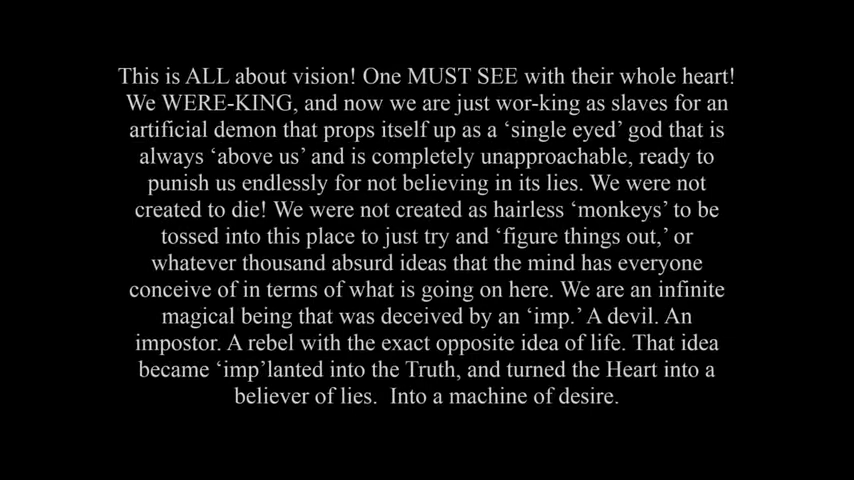 This is ALL about vision! One MUST SEE with their whole heart!
We WERE-KING, and now we are just wor-king as slaves for an
artificial demon that props itself up as a ‘single eyed’ god that is
always ‘above us’ and is completely unapproachable, ready to
punish us endlessly for not believing in its lies. We were not
created to die! We were not created as hairless ‘monkeys’ to be
tossed into this place to just try and ‘figure things out,’ or
whatever thousand absurd ideas that the mind has everyone
conceive of in terms of what is going on here. We are an infinite
magical being that was deceived by an ‘imp.’ A devil. An
impostor. A rebel with the exact opposite idea of life. That idea
became ‘imp’lanted into the Truth, and turned the Heart into a
believer of lies.  Into a machine of desire.